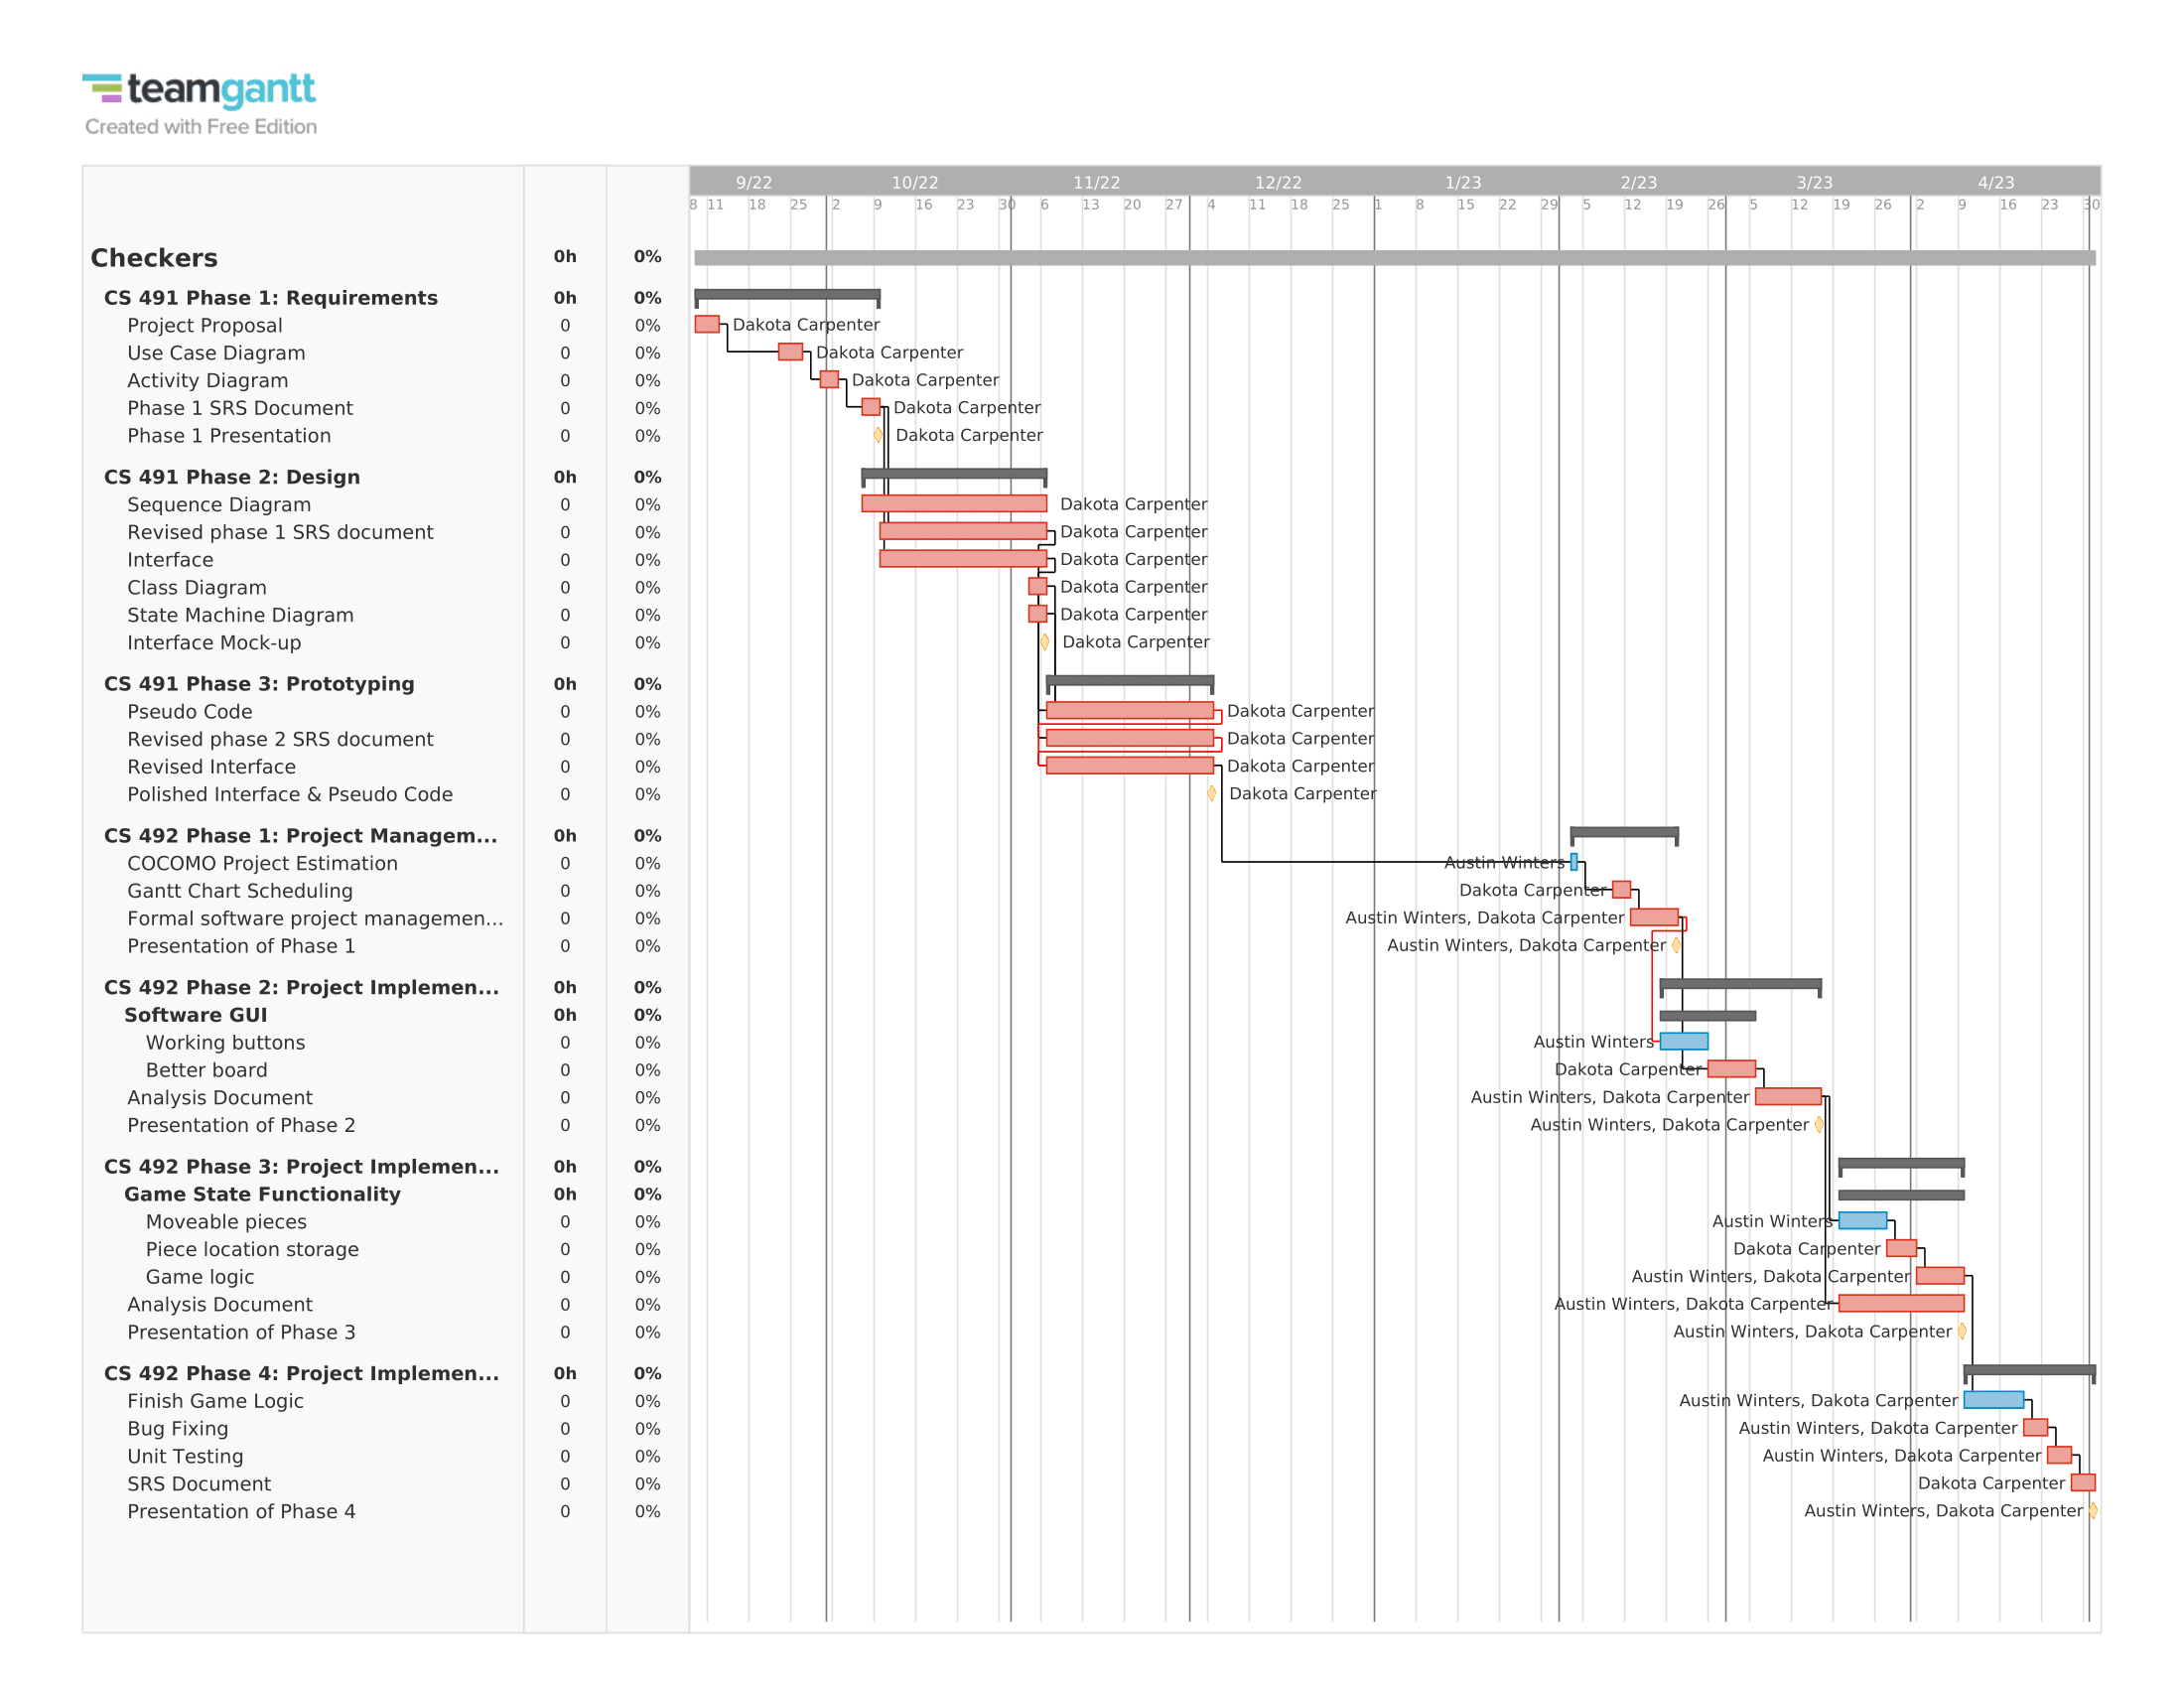 teamgantt
Created with Free Edition
9/22 10/22 11/22 12/22 1/23 2/23 3/23 4/23
8 11 18 25 2 9 16 23 30 6 13 20 27 4 11 18 25 1 8 15 22 29 5 12 19 26 5 12 19 26 2 9 16 23 30
Checkers 0h 0%
CS 491 Phase 1: Requirements 0h 0%
Project Proposal 0 0% Dakota Carpenter
Use Case Diagram 0 0% Dakota Carpenter
Activity Diagram 0 0% Dakota Carpenter
Phase 1 SRS Document 0 0% Dakota Carpenter
Phase 1 Presentation 0 0% Dakota Carpenter
CS 491 Phase 2: Design 0h 0%
Sequence Diagram 0 0% Dakota Carpenter
Revised phase 1 SRS document 0 0% Dakota Carpenter
Interface 0 0% Dakota Carpenter
Class Diagram 0 0% Dakota Carpenter
State Machine Diagram 0 0% Dakota Carpenter
Interface Mock-up 0 0% Dakota Carpenter
CS 491 Phase 3: Prototyping 0h 0%
Pseudo Code 0 0% Dakota Carpenter
Revised phase 2 SRS document 0 0% Dakota Carpenter
Revised Interface 0 0% Dakota Carpenter
Polished Interface & Pseudo Code 0 0% Dakota Carpenter
CS 492 Phase 1: Project Managem... 0h 0%
COCOMO Project Estimation 0 0% Austin Winters
Gantt Chart Scheduling 0 0% Dakota Carpenter
Formal software project managemen... 0 0% Austin Winters, Dakota Carpenter
Presentation of Phase 1 0 0% Austin Winters, Dakota Carpenter
CS 492 Phase 2: Project Implemen... 0h 0%
Software GUI 0h 0%
Working buttons 0 0% Austin Winters
Better board 0 0% Dakota Carpenter
Analysis Document 0 0% Austin Winters, Dakota Carpenter
Presentation of Phase 2 0 0% Austin Winters, Dakota Carpenter
CS 492 Phase 3: Project Implemen... 0h 0%
Game State Functionality 0h 0%
Moveable pieces 0 0% Austin Winters
Piece location storage 0 0% Dakota Carpenter
Game logic 0 0% Austin Winters, Dakota Carpenter
Analysis Document 0 0% Austin Winters, Dakota Carpenter
Presentation of Phase 3 0 0% Austin Winters, Dakota Carpenter
CS 492 Phase 4: Project Implemen... 0h 0%
Finish Game Logic 0 0% Austin Winters, Dakota Carpenter
Bug Fixing 0 0% Austin Winters, Dakota Carpenter
Unit Testing 0 0% Austin Winters, Dakota Carpenter
SRS Document 0 0% Dakota Carpenter
Presentation of Phase 4 0 0% Austin Winters, Dakota Carpenter